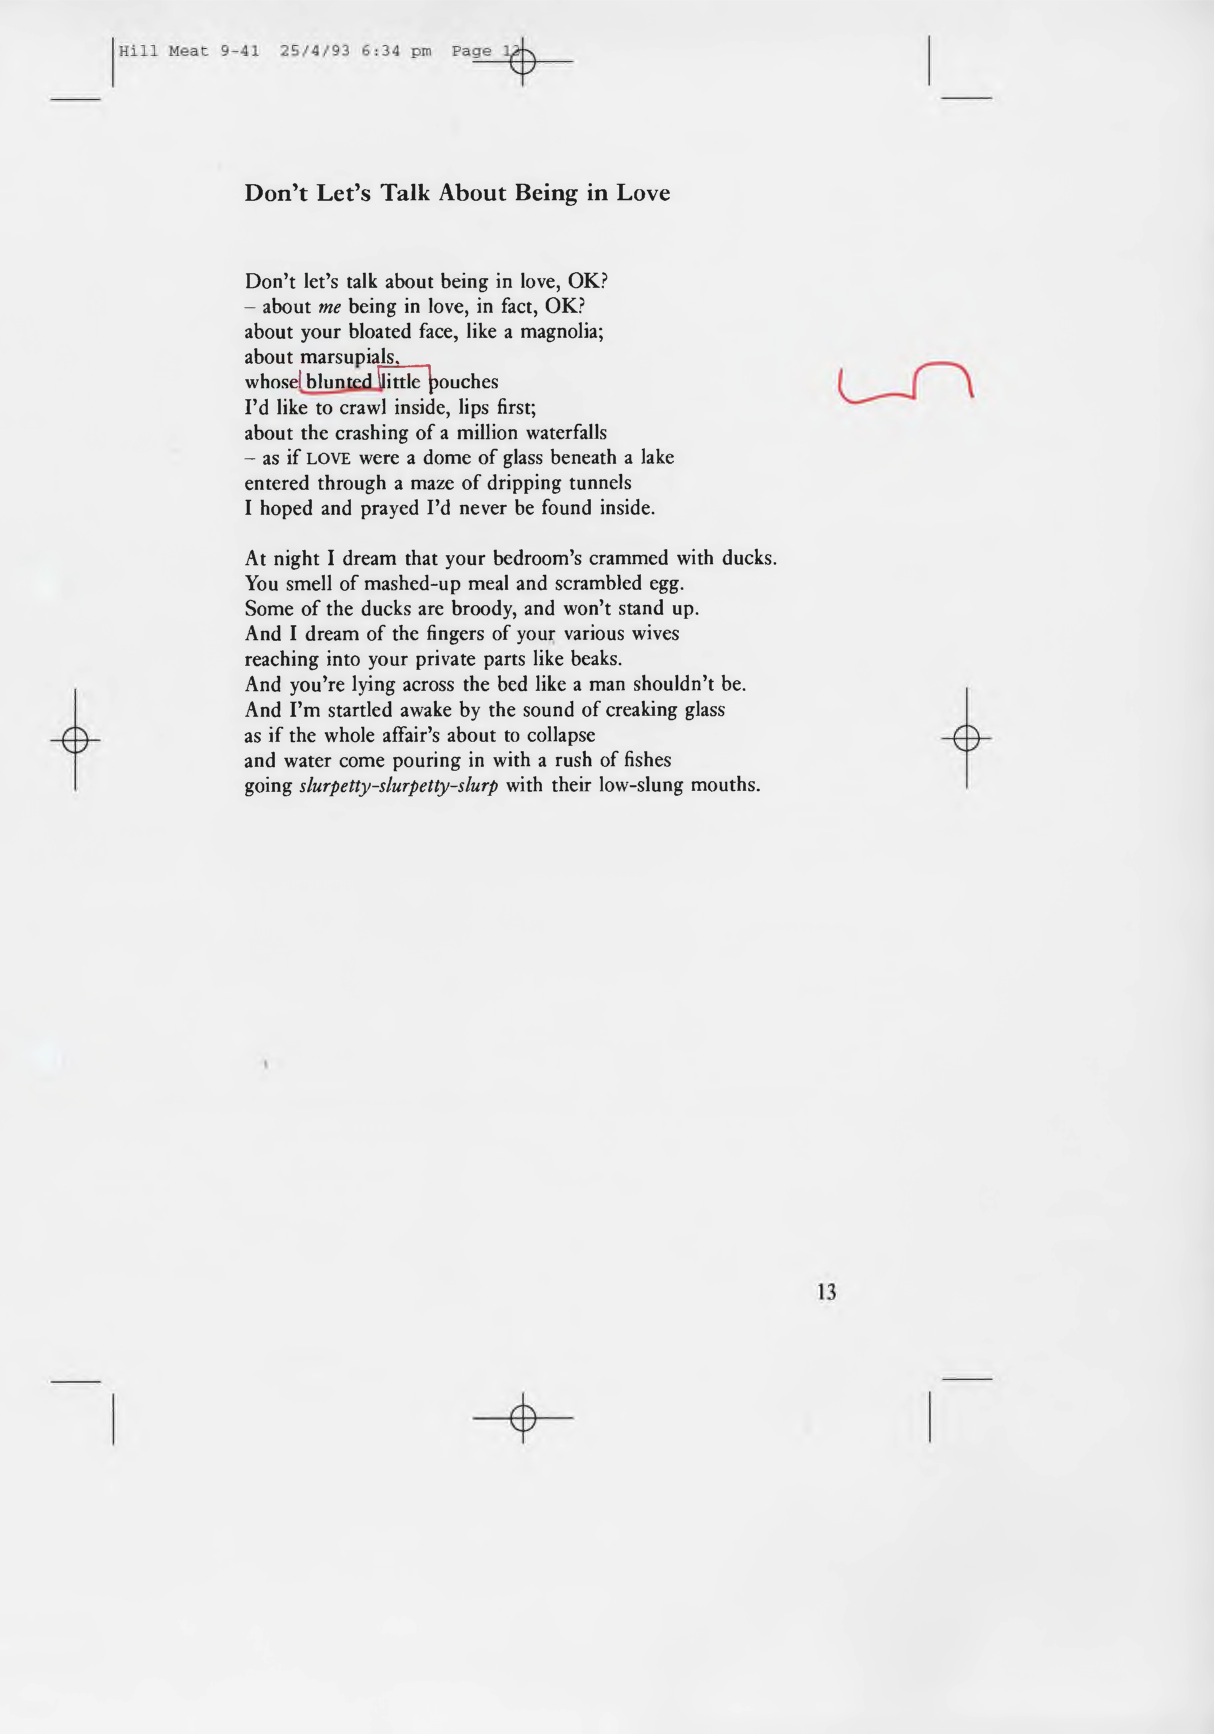 Hill Meat 9-41 25/4/93 6:34 pm Page 13
Don't Let's Talk About Being in Love
Don't let's talk about being in love, OK?
– about me being in love, in fact, OK?
about your bloated face, like a magnolia;
about marsupials,
whose blunted little pouches
I'd like to crawl inside, lips first;
about the crashing of a million waterfalls
– as if LOVE were a dome of glass beneath a lake
entered through a maze of dripping tunnels
I hoped and prayed I'd never be found inside.
At night I dream that your bedroom's crammed with ducks.
You smell of mashed-up meal and scrambled egg.
Some of the ducks are broody, and won't stand up.
And I dream of the fingers of your various wives
reaching into your private parts like beaks.
And you're lying across the bed like a man shouldn't be.
And I'm startled awake by the sound of creaking glass
as if the whole affair's about to collapse
and water come pouring in with a rush of fishes
going slurpetty-slurpetty-slurp with their low-slung mouths.
13